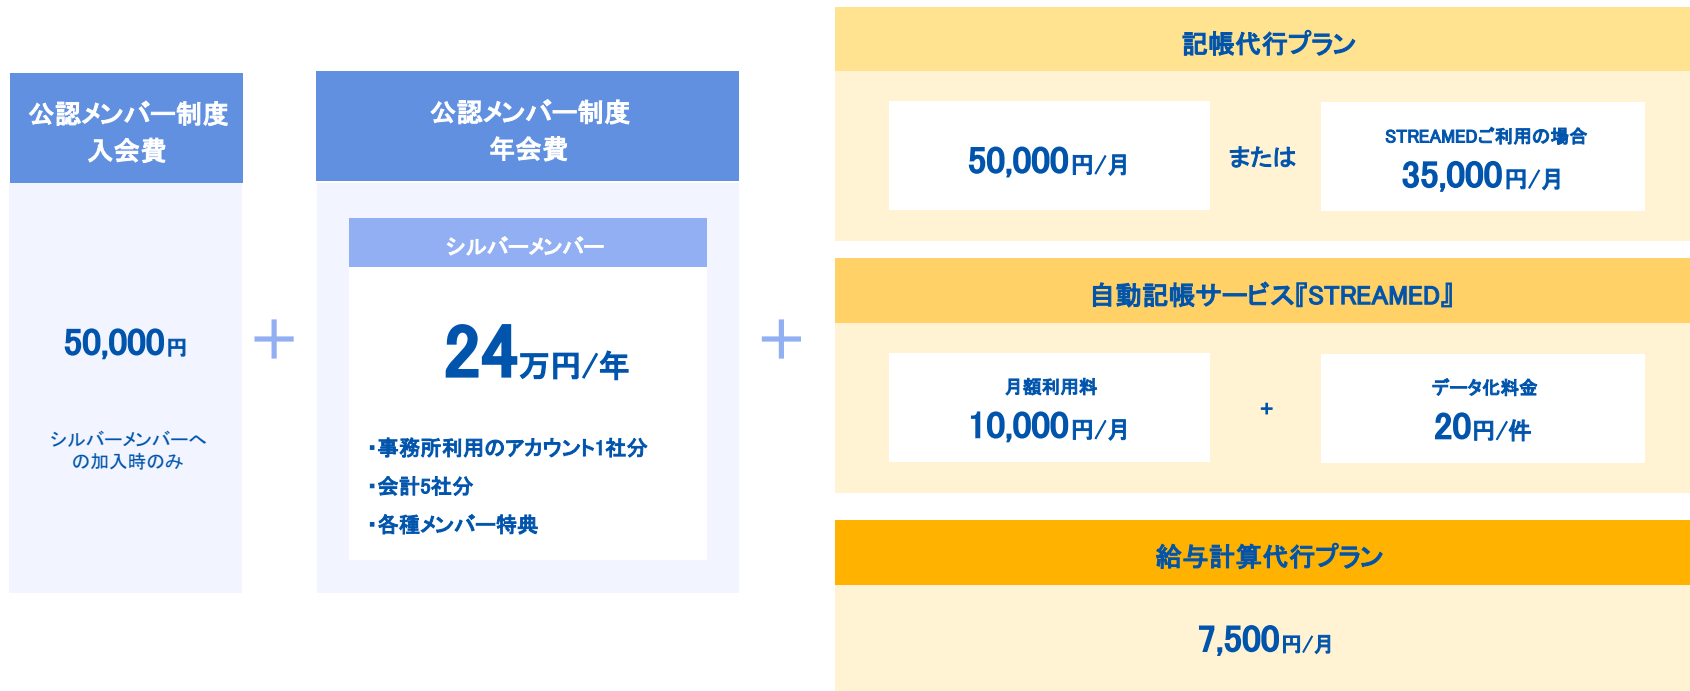 公認メンバー制度
入会費
50,000円
シルバーメンバーへ
の加入時のみ
+
公認メンバー制度
年会費
シルバーメンバー
24万円/年
・事務所利用のアカウント1社分
・会計5社分
・各種メンバー特典
+
記帳代行プラン
50,000円/月
または
STREAMEDご利用の場合
35,000円/月
自動記帳サービス『STREAMED』
月額利用料
10,000円/月
+
データ化料金
20円/件
給与計算代行プラン
7,500円/月